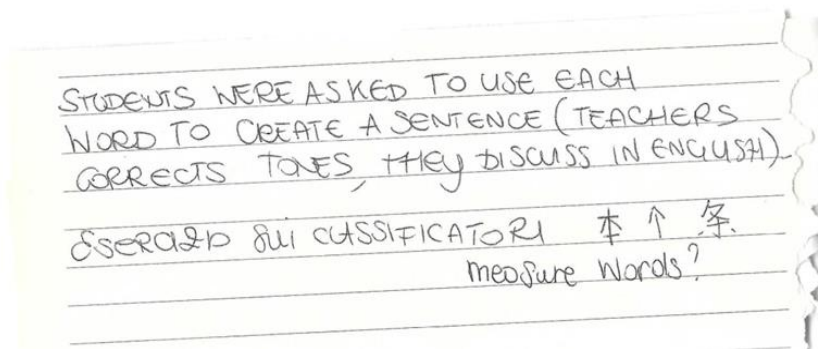 STUDENTS WERE ASKED TO USE EACH
WORD TO CREATE A SENTENCE (TEACHERS
CORRECTS TONES, THEY DISCUSS IN ENGLISH).
ESERCIZIO SUI CLASSIFICATORI 本 个 条
measure words?